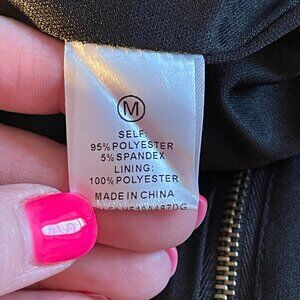 M
SELF:
95% POLYESTER
5% SPANDEX
LINING:
100% POLYESTER
MADE IN CHINA